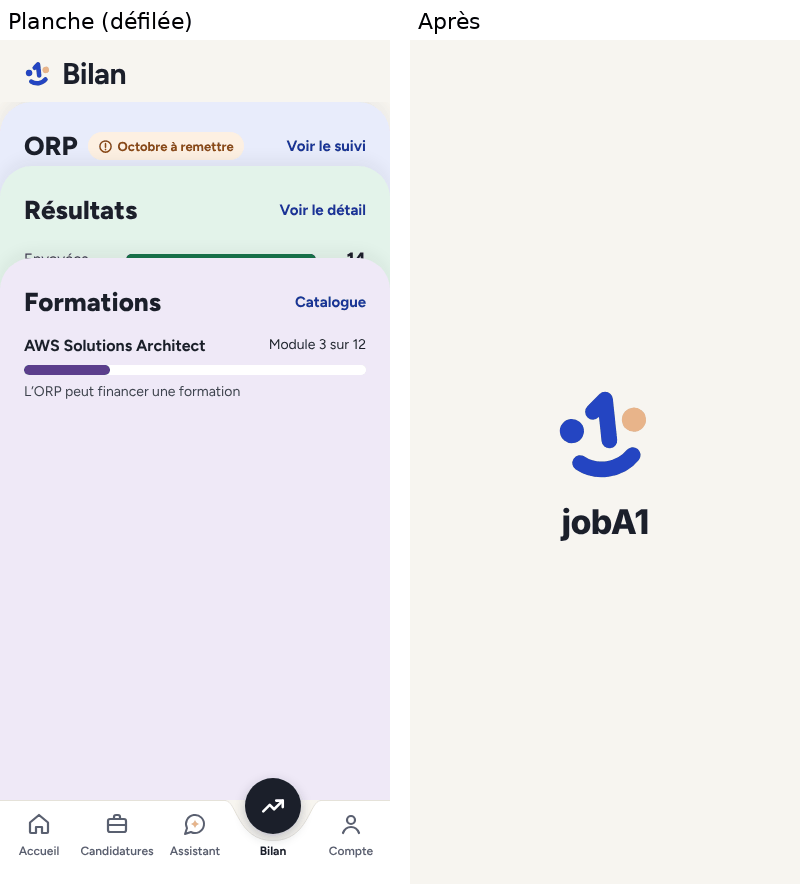 Planche (défilée)
Après
Bilan
ORP
Octobre à remettre
Voir le suivi
Résultats
Voir le détail
Envoyées
14
Formations
Catalogue
AWS Solutions Architect
Module 3 sur 12
L’ORP peut financer une formation
jobA1
Accueil
Candidatures
Assistant
Bilan
Compte